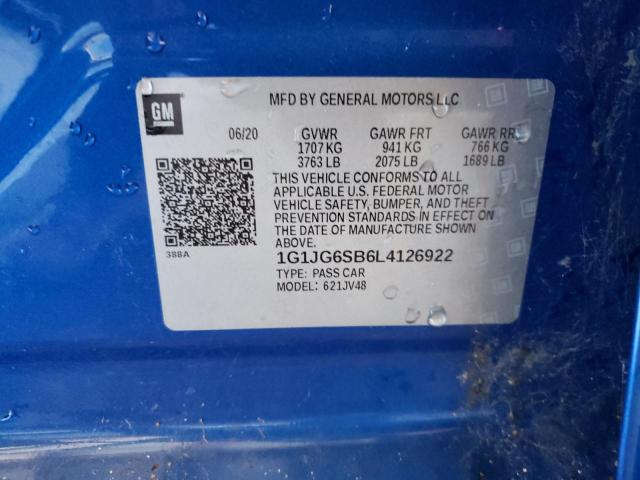 GM
MFD BY GENERAL MOTORS LLC
06/20 GVWR GAWR FRT GAWR RR
1707 KG 941 KG 766 KG
3763 LB 2075 LB 1689 LB
THIS VEHICLE CONFORMS TO ALL
APPLICABLE U.S. FEDERAL MOTOR
VEHICLE SAFETY, BUMPER, AND THEFT
PREVENTION STANDARDS IN EFFECT ON
THE DATE OF MANUFACTURE SHOWN
ABOVE.
388A
1G1JG6SB6L4126922
TYPE: PASS CAR
MODEL: 621JV48